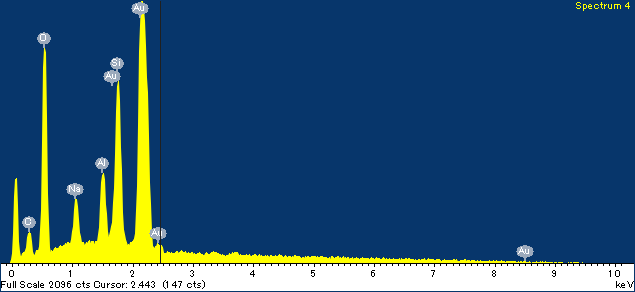 Spectrum 4
Au
O
Si
Au
Al
Na
C
Au
Au
0 1 2 3 4 5 6 7 8 9 10
Full Scale 2096 cts Cursor: 2.443 (147 cts) keV